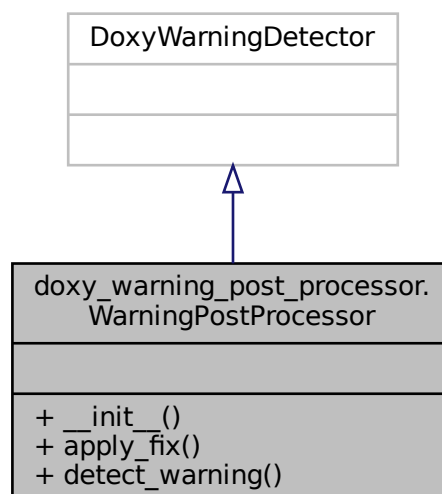 DoxyWarningDetector
doxy_warning_post_processor.
WarningPostProcessor
+ __init__()
+ apply_fix()
+ detect_warning()